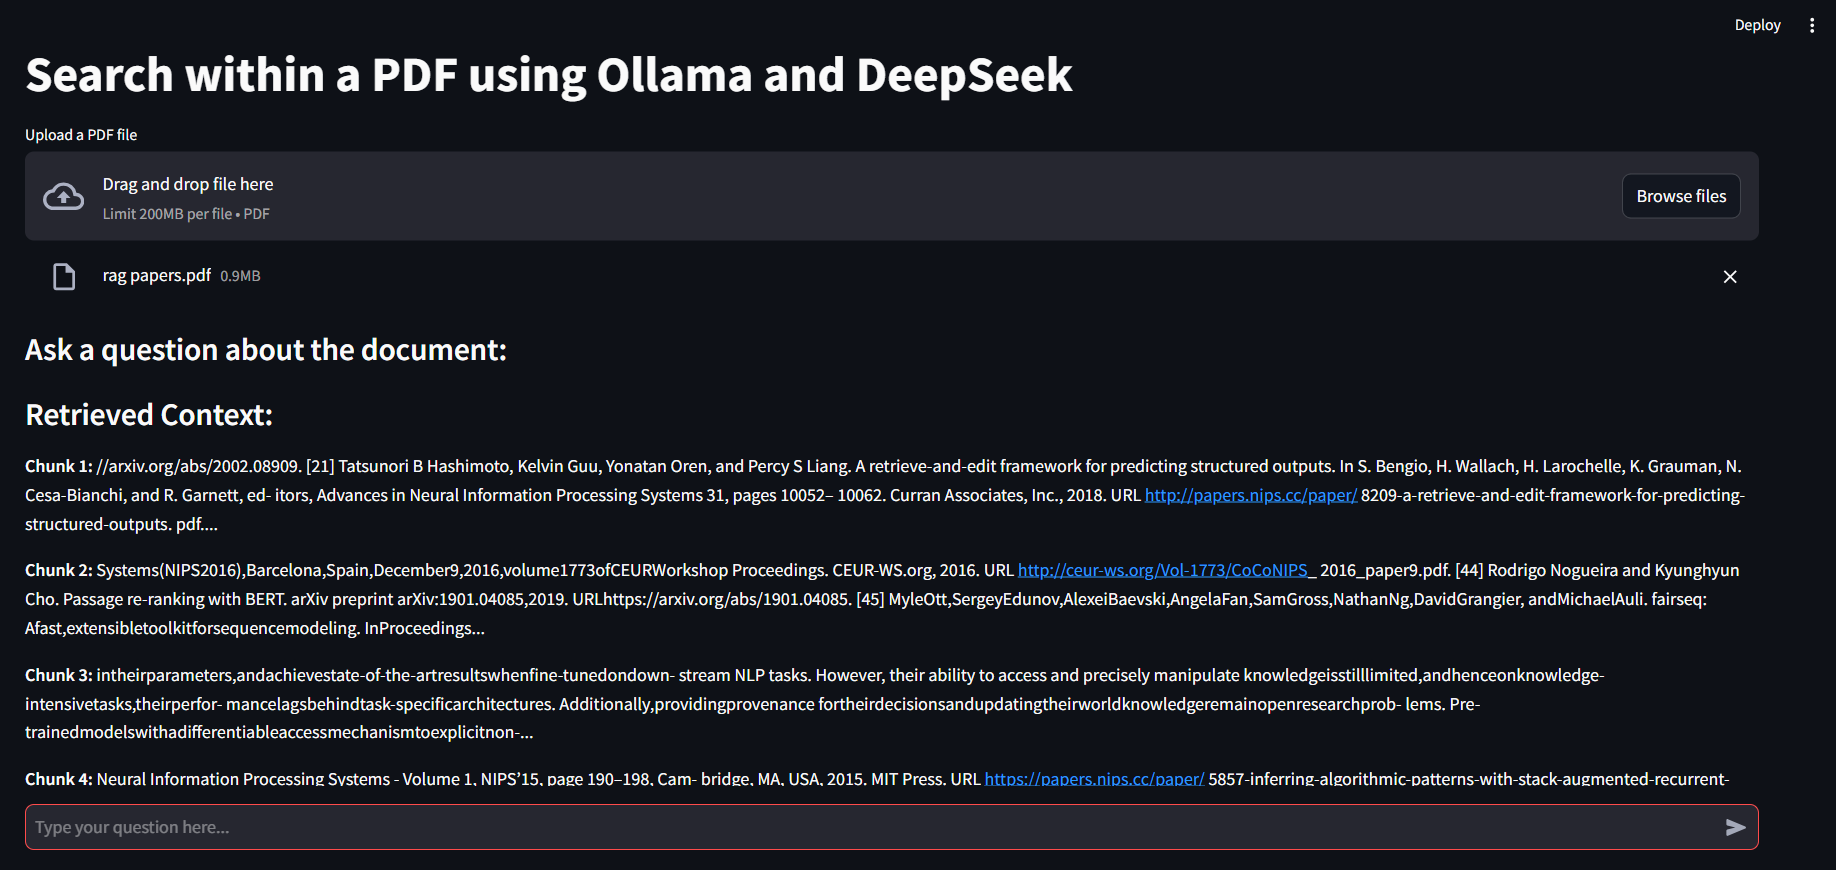 Deploy
Search within a PDF using Ollama and DeepSeek
Upload a PDF file
Drag and drop file here
Limit 200MB per file • PDF
Browse files
rag papers.pdf 0.9MB
Ask a question about the document:
Retrieved Context:
Chunk 1: //arxiv.org/abs/2002.08909. [21] Tatsunori B Hashimoto, Kelvin Guu, Yonatan Oren, and Percy S Liang. A retrieve-and-edit framework for predicting structured outputs. In S. Bengio, H. Wallach, H. Larochelle, K. Grauman, N.
Cesa-Bianchi, and R. Garnett, ed- itors, Advances in Neural Information Processing Systems 31, pages 10052– 10062. Curran Associates, Inc., 2018. URL http://papers.nips.cc/paper/ 8209-a-retrieve-and-edit-framework-for-predicting-
structured-outputs. pdf....
Chunk 2: Systems(NIPS2016),Barcelona,Spain,December9,2016,volume1773ofCEURWorkshop Proceedings. CEUR-WS.org, 2016. URL http://ceur-ws.org/Vol-1773/CoCoNIPS_ 2016_paper9.pdf. [44] Rodrigo Nogueira and Kyunghyun
Cho. Passage re-ranking with BERT. arXiv preprint arXiv:1901.04085,2019. URLhttps://arxiv.org/abs/1901.04085. [45] MyleOtt,SergeyEdunov,AlexeiBaevski,AngelaFan,SamGross,NathanNg,DavidGrangier, andMichaelAuli. fairseq:
Afast,extensibletoolkitforsequencemodeling. InProceedings...
Chunk 3: intheirparameters,andachievestate-of-the-artresultswhenfine-tunedondown- stream NLP tasks. However, their ability to access and precisely manipulate knowledgeisstilllimited,andhenceonknowledge-
intensivetasks,theirperfor- mancelagsbehindtask-specificarchitectures. Additionally,providingprovenance fortheirdecisionsandupdatingtheirworldknowledgeremainopenresearchprob- lems. Pre-
trainedmodelswithadifferentiableaccessmechanismtoexplicitnon-...
Chunk 4: Neural Information Processing Systems - Volume 1, NIPS’15, page 190–198, Cam- bridge, MA, USA, 2015. MIT Press. URL https://papers.nips.cc/paper/ 5857-inferring-algorithmic-patterns-with-stack-augmented-recurrent-
Type your question here...